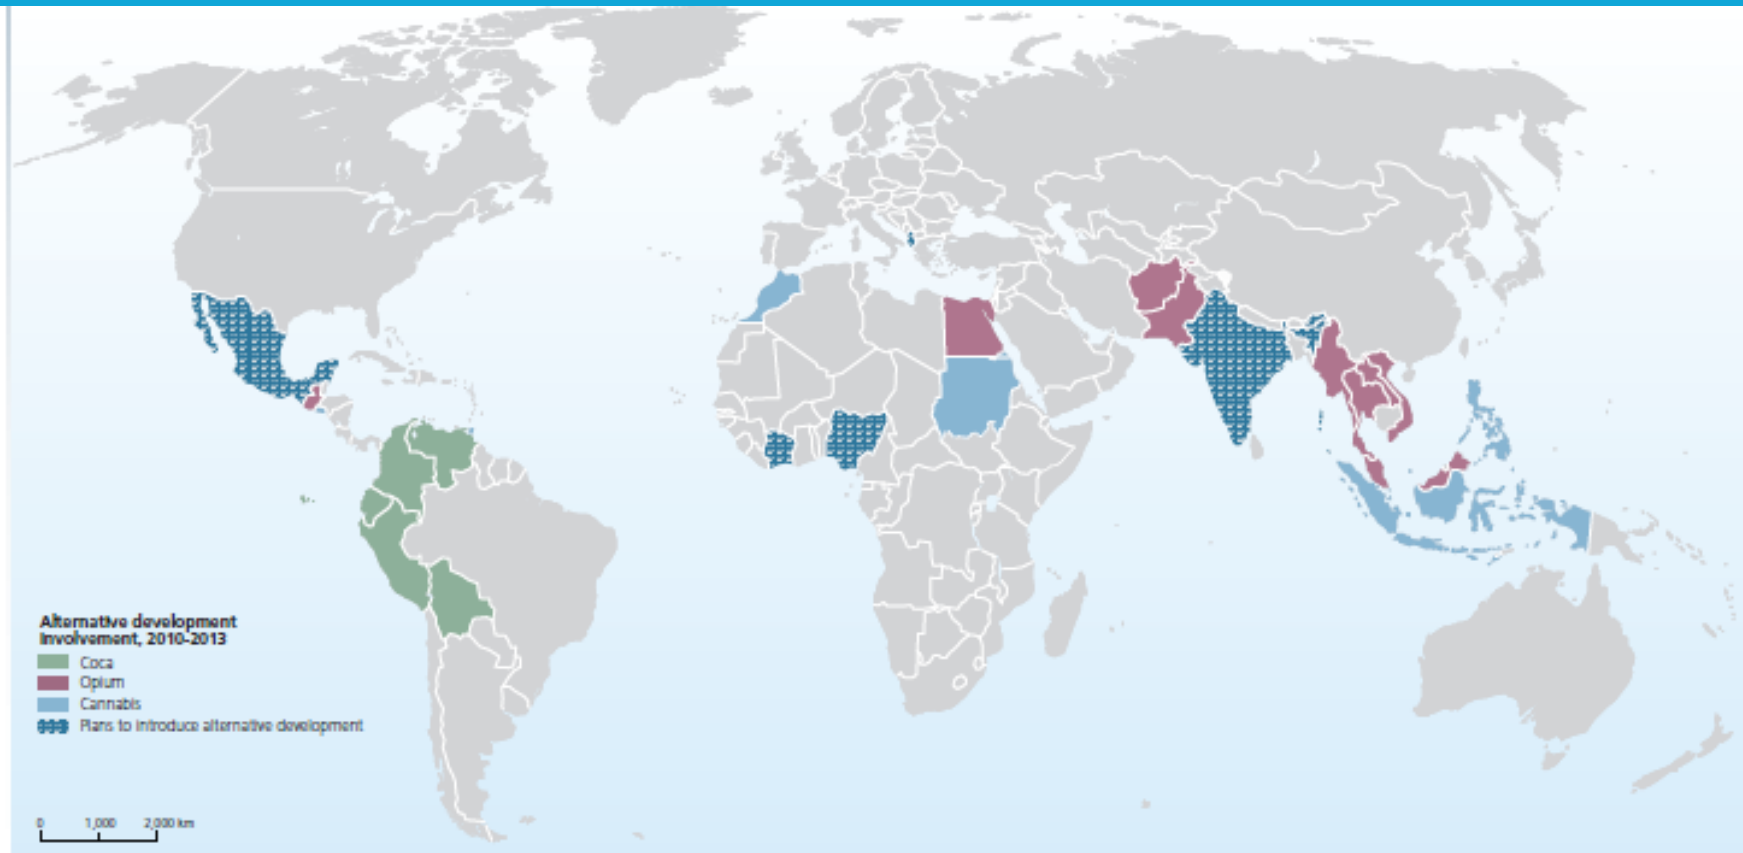 Alternative development
Involvement, 2010-2013
Coca
Opium
Cannabis
Plans to introduce alternative development
0 1,000 2,000 km